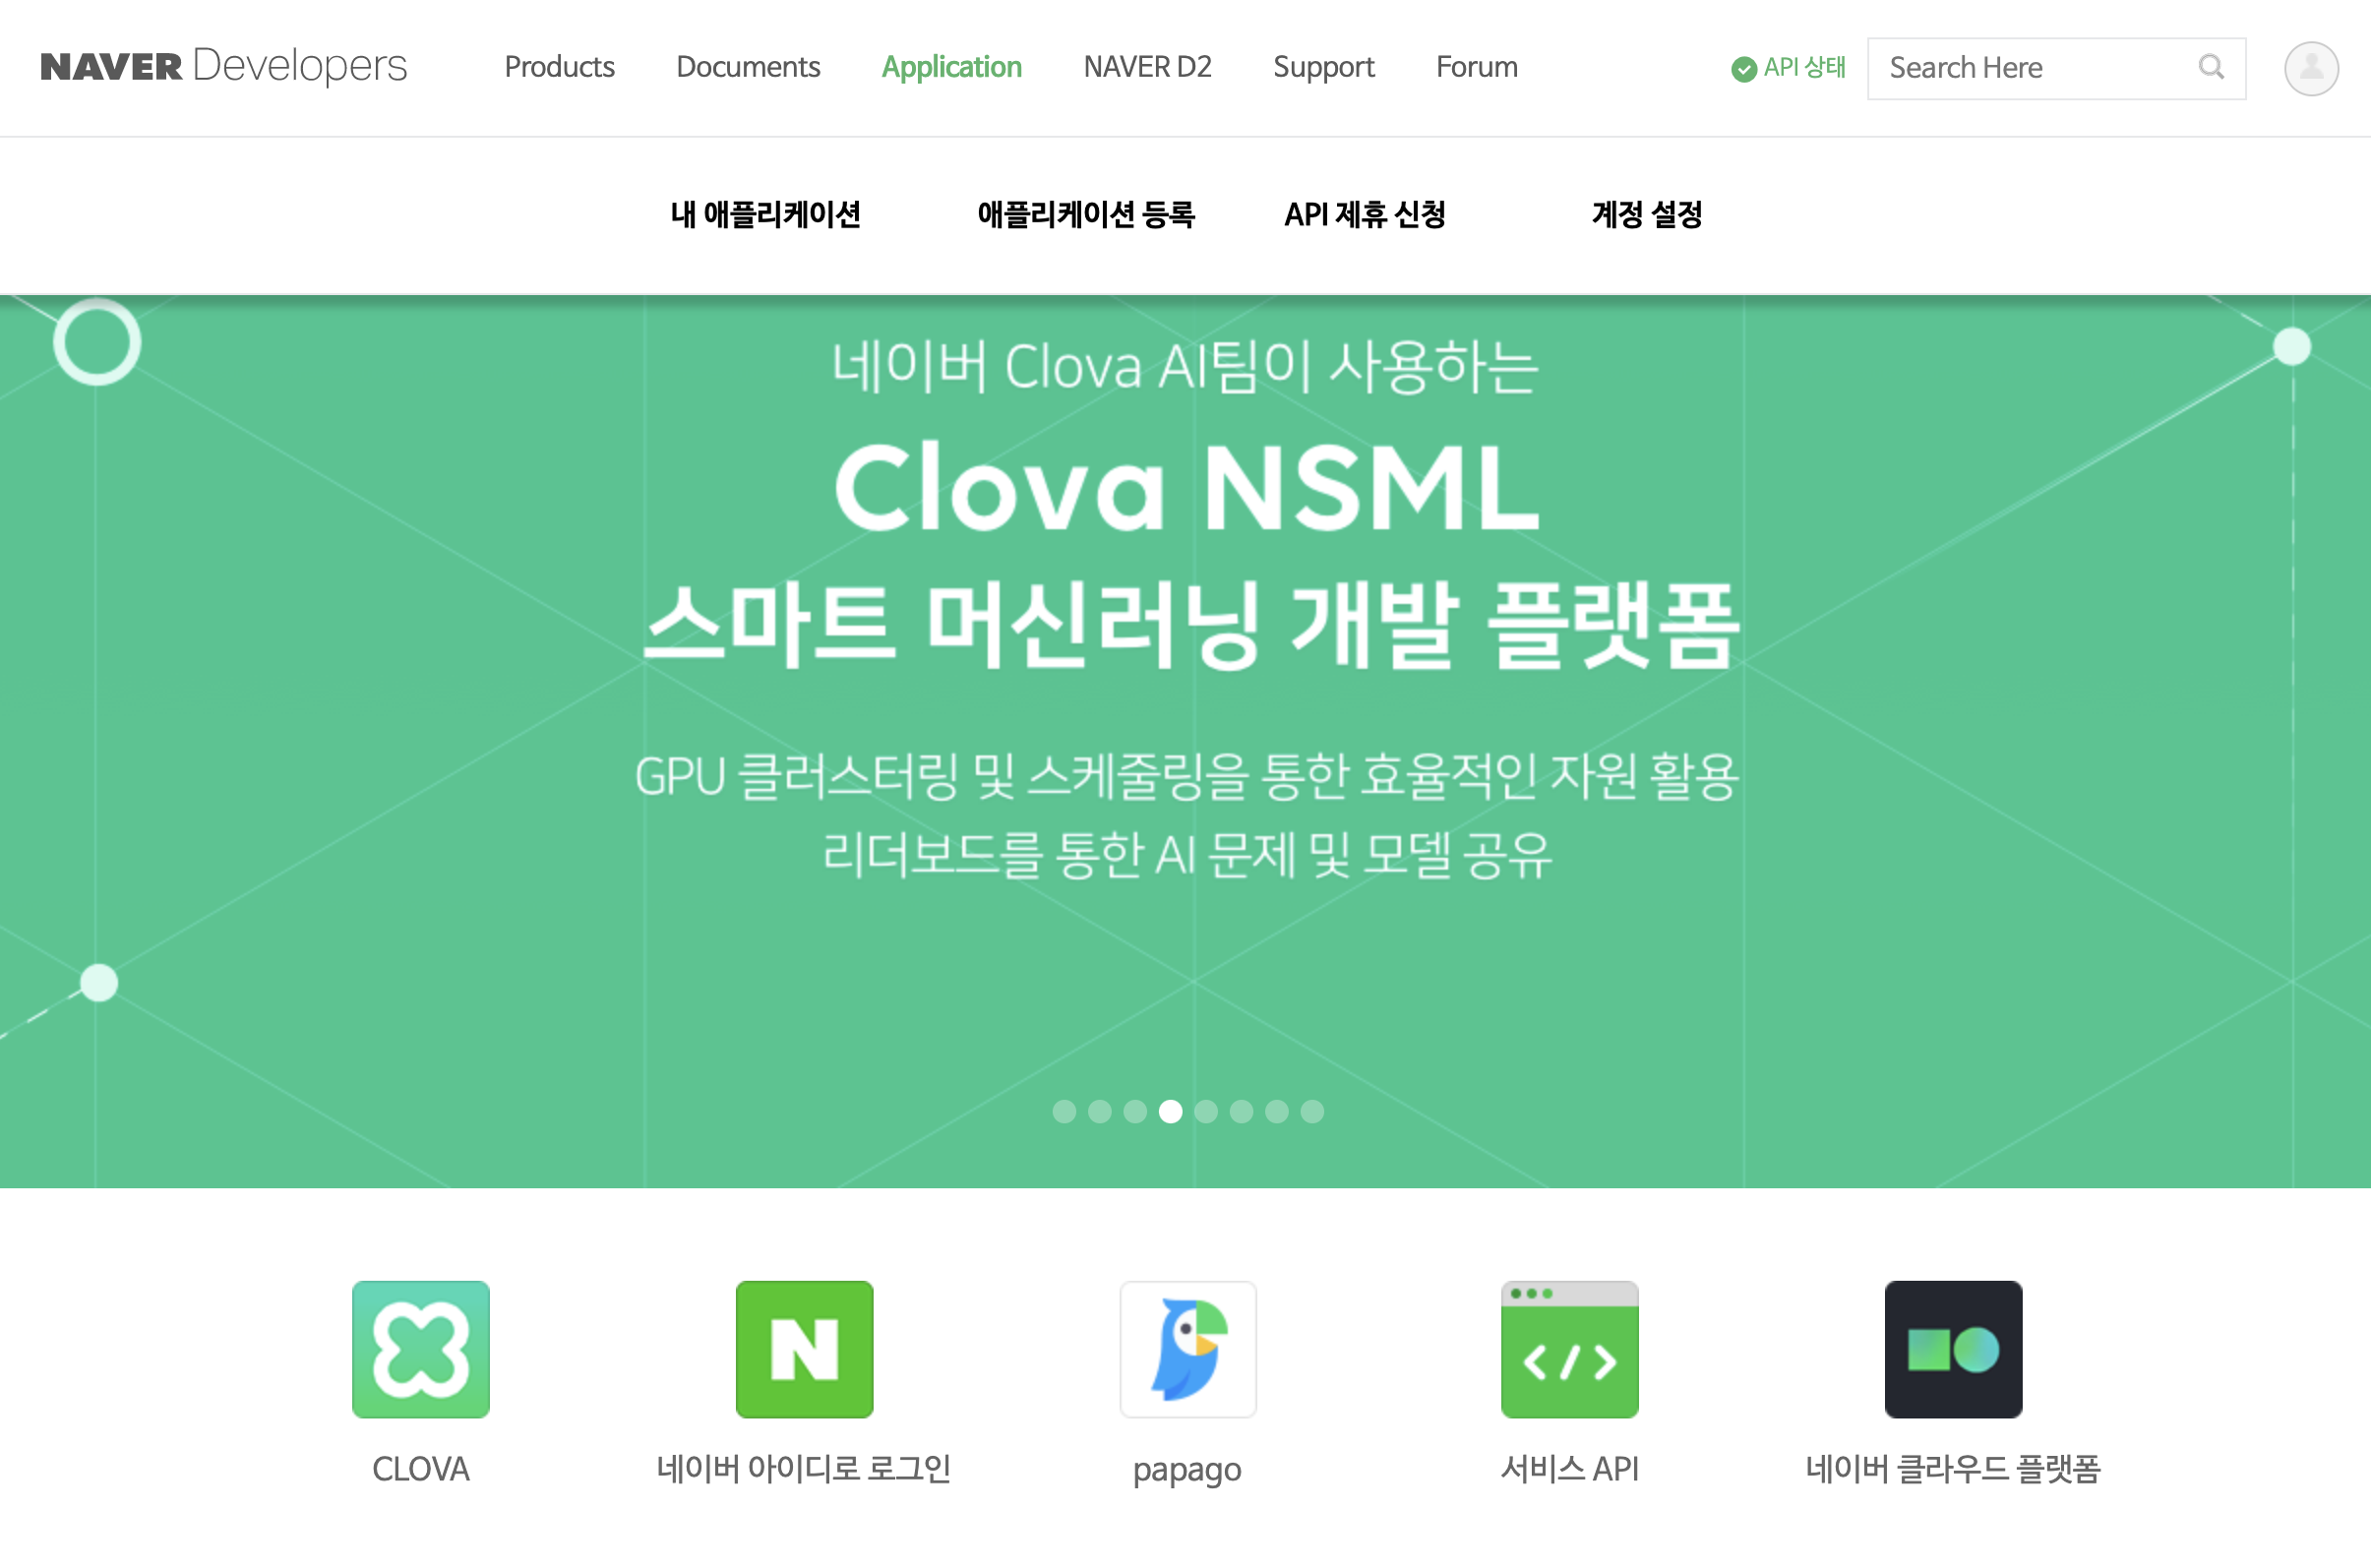 NAVER Developers Products Documents Application NAVER D2 Support Forum API 상태 Search Here
내 애플리케이션 애플리케이션 등록 API 제휴 신청 계정 설정
네이버 Clova AI팀이 사용하는
Clova NSML
스마트 머신러닝 개발 플랫폼
GPU 클러스터링 및 스케줄링을 통한 효율적인 자원 활용
리더보드를 통한 AI 문제 및 모델 공유
N </>
CLOVA 네이버 아이디로 로그인 papago 서비스 API 네이버 클라우드 플랫폼